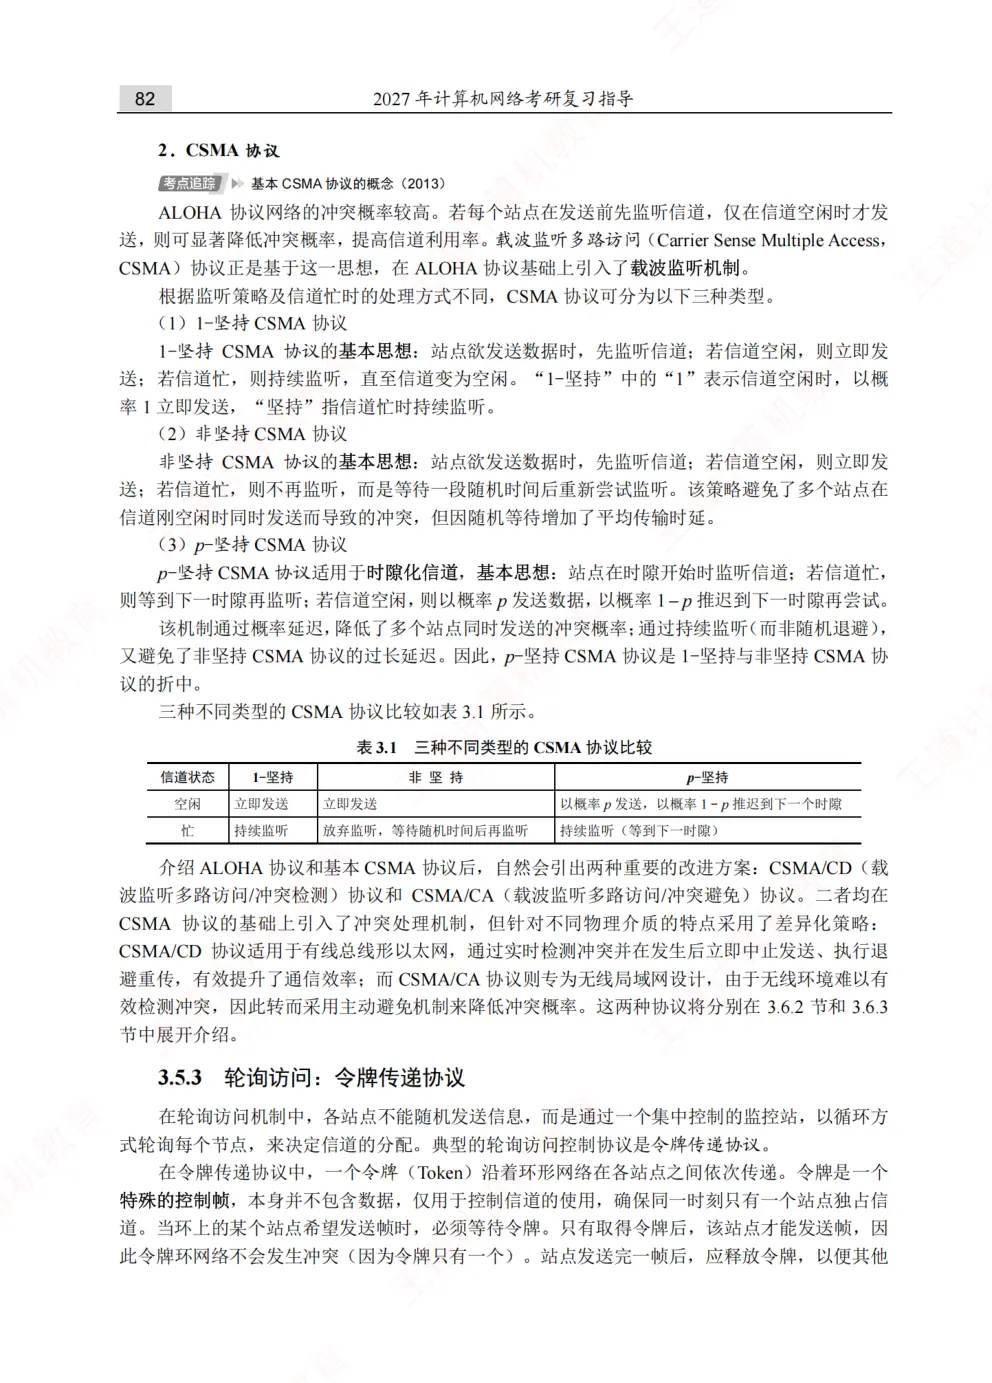 82
2027 年计算机网络考研复习指导
2．CSMA 协议
考点追踪 基本 CSMA 协议的概念（2013）
ALOHA 协议网络的冲突概率较高。若每个站点在发送前先监听信道，仅在信道空闲时才发
送，则可显著降低冲突概率，提高信道利用率。载波监听多路访问（Carrier Sense Multiple Access，
CSMA）协议正是基于这一思想，在 ALOHA 协议基础上引入了载波监听机制。
根据监听策略及信道忙时的处理方式不同，CSMA 协议可分为以下三种类型。
（1）1-坚持 CSMA 协议
1-坚持 CSMA 协议的基本思想：站点欲发送数据时，先监听信道；若信道空闲，则立即发
送；若信道忙，则持续监听，直至信道变为空闲。“1-坚持”中的“1”表示信道空闲时，以概
率 1 立即发送，“坚持”指信道忙时持续监听。
（2）非坚持 CSMA 协议
非坚持 CSMA 协议的基本思想：站点欲发送数据时，先监听信道；若信道空闲，则立即发
送；若信道忙，则不再监听，而是等待一段随机时间后重新尝试监听。该策略避免了多个站点在
信道刚空闲时同时发送而导致的冲突，但因随机等待增加了平均传输时延。
（3）p-坚持 CSMA 协议
p-坚持 CSMA 协议适用于时隙化信道，基本思想：站点在时隙开始时监听信道；若信道忙，
则等到下一时隙再监听；若信道空闲，则以概率 p 发送数据，以概率 1 – p 推迟到下一时隙再尝试。
该机制通过概率延迟，降低了多个站点同时发送的冲突概率；通过持续监听（而非随机退避），
又避免了非坚持 CSMA 协议的过长延迟。因此，p-坚持 CSMA 协议是 1-坚持与非坚持 CSMA 协
议的折中。
三种不同类型的 CSMA 协议比较如表 3.1 所示。
表 3.1 三种不同类型的 CSMA 协议比较
信道状态 1-坚持 非 坚 持 p-坚持
空闲 立即发送 立即发送 以概率 p 发送，以概率 1 – p 推迟到下一个时隙
忙 持续监听 放弃监听，等待随机时间后再监听 持续监听（等到下一时隙）
介绍 ALOHA 协议和基本 CSMA 协议后，自然会引出两种重要的改进方案：CSMA/CD（载
波监听多路访问/冲突检测）协议和 CSMA/CA（载波监听多路访问/冲突避免）协议。二者均在
CSMA 协议的基础上引入了冲突处理机制，但针对不同物理介质的特点采用了差异化策略：
CSMA/CD 协议适用于有线总线形以太网，通过实时检测冲突并在发生后立即中止发送、执行退
避重传，有效提升了通信效率；而 CSMA/CA 协议则专为无线局域网设计，由于无线环境难以有
效检测冲突，因此转而采用主动避免机制来降低冲突概率。这两种协议将分别在 3.6.2 节和 3.6.3
节中展开介绍。
3.5.3 轮询访问：令牌传递协议
在轮询访问机制中，各站点不能随机发送信息，而是通过一个集中控制的监控站，以循环方
式轮询每个节点，来决定信道的分配。典型的轮询访问控制协议是令牌传递协议。
在令牌传递协议中，一个令牌（Token）沿着环形网络在各站点之间依次传递。令牌是一个
特殊的控制帧，本身并不包含数据，仅用于控制信道的使用，确保同一时刻只有一个站点独占信
道。当环上的某个站点希望发送帧时，必须等待令牌。只有取得令牌后，该站点才能发送帧，因
此令牌环网络不会发生冲突（因为令牌只有一个）。站点发送完一帧后，应释放令牌，以便其他